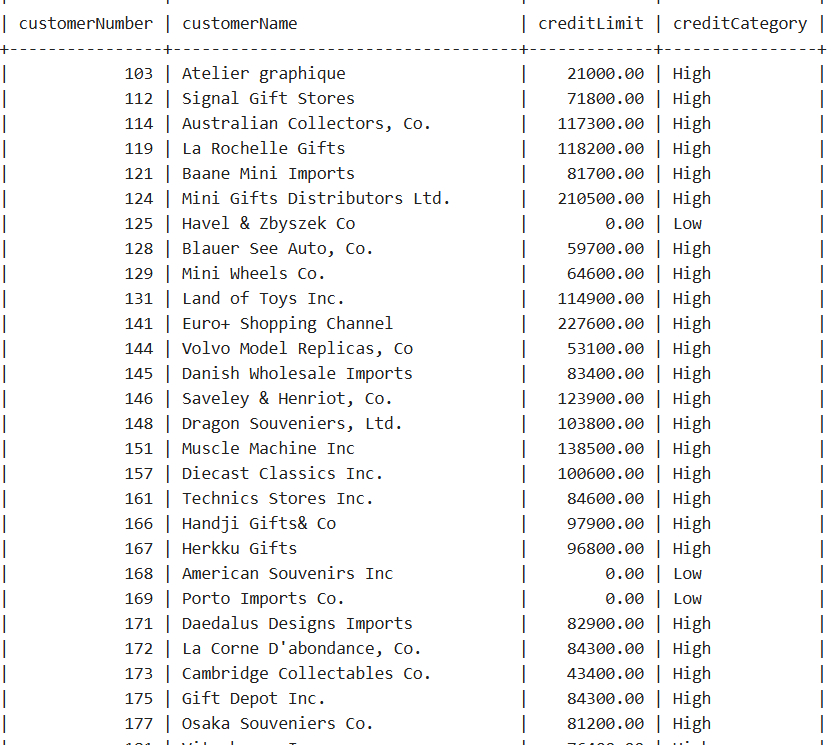 | customerNumber | customerName | creditLimit | creditCategory |
+----------------+------------------------------------+-------------+----------------+
| 103 | Atelier graphique | 21000.00 | High |
| 112 | Signal Gift Stores | 71800.00 | High |
| 114 | Australian Collectors, Co. | 117300.00 | High |
| 119 | La Rochelle Gifts | 118200.00 | High |
| 121 | Baane Mini Imports | 81700.00 | High |
| 124 | Mini Gifts Distributors Ltd. | 210500.00 | High |
| 125 | Havel & Zbyszek Co | 0.00 | Low |
| 128 | Blauer See Auto, Co. | 59700.00 | High |
| 129 | Mini Wheels Co. | 64600.00 | High |
| 131 | Land of Toys Inc. | 114900.00 | High |
| 141 | Euro+ Shopping Channel | 227600.00 | High |
| 144 | Volvo Model Replicas, Co | 53100.00 | High |
| 145 | Danish Wholesale Imports | 83400.00 | High |
| 146 | Saveley & Henriot, Co. | 123900.00 | High |
| 148 | Dragon Souveniers, Ltd. | 103800.00 | High |
| 151 | Muscle Machine Inc | 138500.00 | High |
| 157 | Diecast Classics Inc. | 100600.00 | High |
| 161 | Technics Stores Inc. | 84600.00 | High |
| 166 | Handji Gifts& Co | 97900.00 | High |
| 167 | Herkku Gifts | 96800.00 | High |
| 168 | American Souvenirs Inc | 0.00 | Low |
| 169 | Porto Imports Co. | 0.00 | Low |
| 171 | Daedalus Designs Imports | 82900.00 | High |
| 172 | La Corne D'abondance, Co. | 84300.00 | High |
| 173 | Cambridge Collectables Co. | 43400.00 | High |
| 175 | Gift Depot Inc. | 84300.00 | High |
| 177 | Osaka Souveniers Co. | 81200.00 | High |